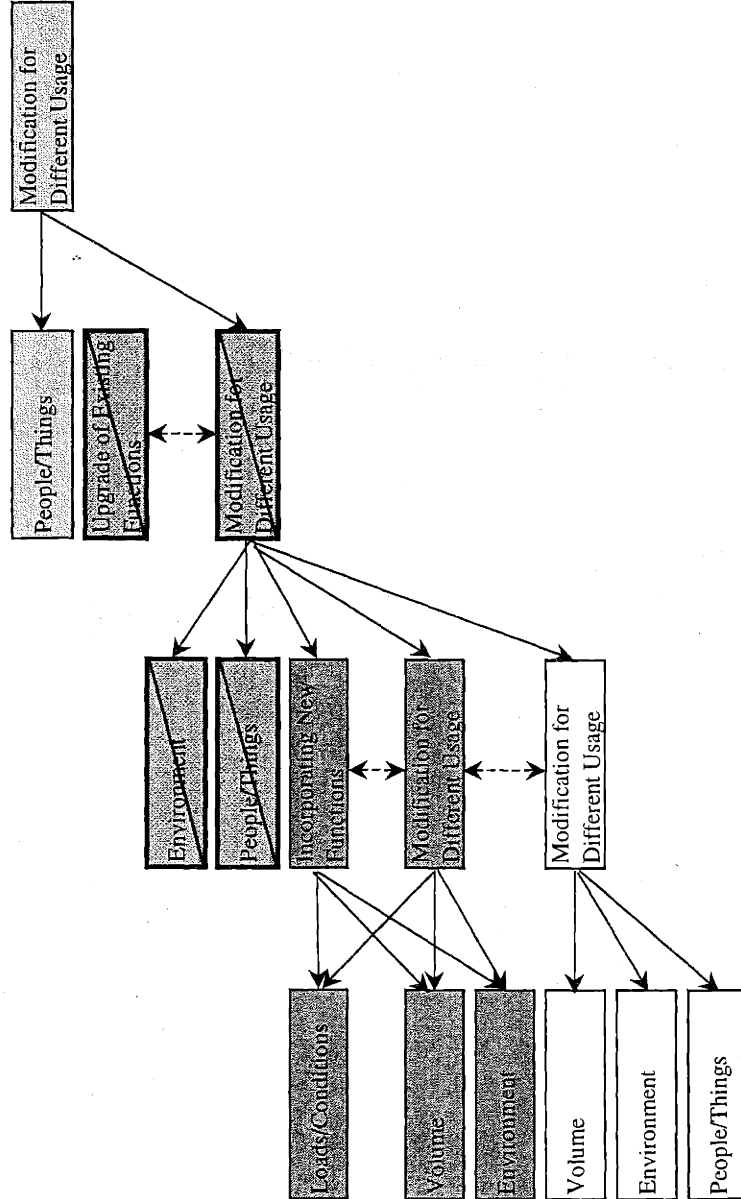 Modification for
Different Usage
People/Things
Upgrade of Existing
Functions
Modification for
Different Usage
Environment
People/Things
Incorporating New
Functions
Modification for
Different Usage
Modification for
Different Usage
Loads/Conditions
Volume
Environment
Volume
Environment
People/Things